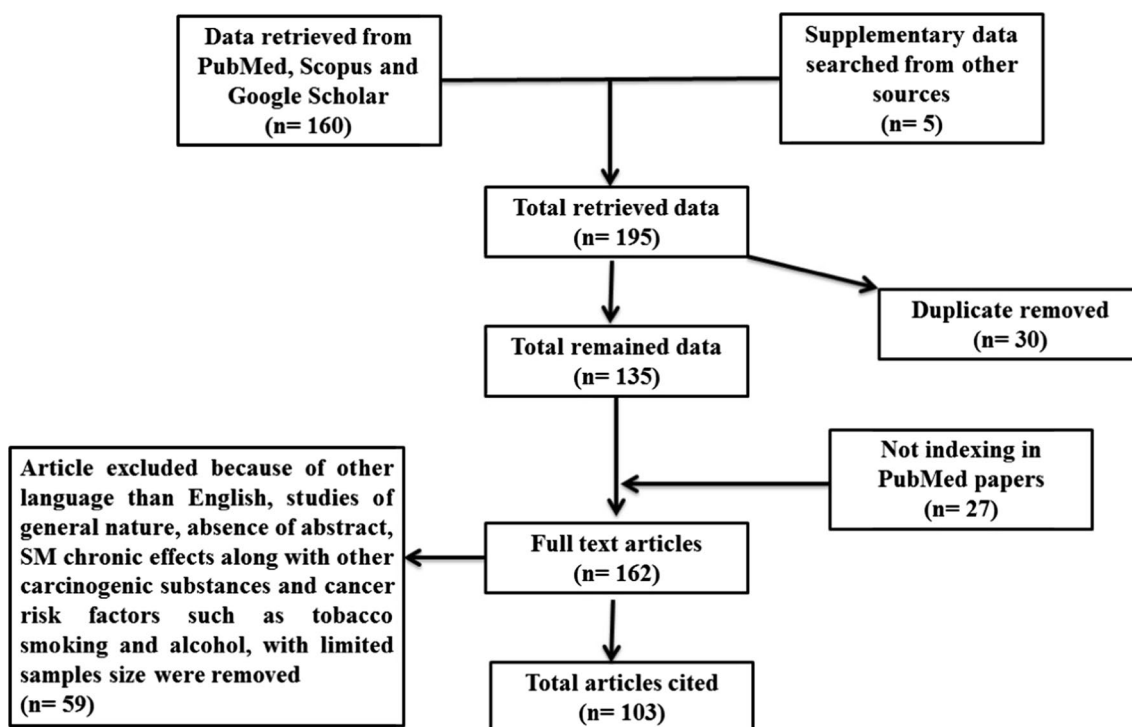 Data retrieved from
PubMed, Scopus and
Google Scholar
(n= 160)
Supplementary data
searched from other
sources
(n= 5)
Total retrieved data
(n= 195)
Duplicate removed
(n= 30)
Total remained data
(n= 135)
Not indexing in
PubMed papers
(n= 27)
Article excluded because of other
language than English, studies of
general nature, absence of abstract,
SM chronic effects along with other
carcinogenic substances and cancer
risk factors such as tobacco
smoking and alcohol, with limited
samples size were removed
(n= 59)
Full text articles
(n= 162)
Total articles cited
(n= 103)